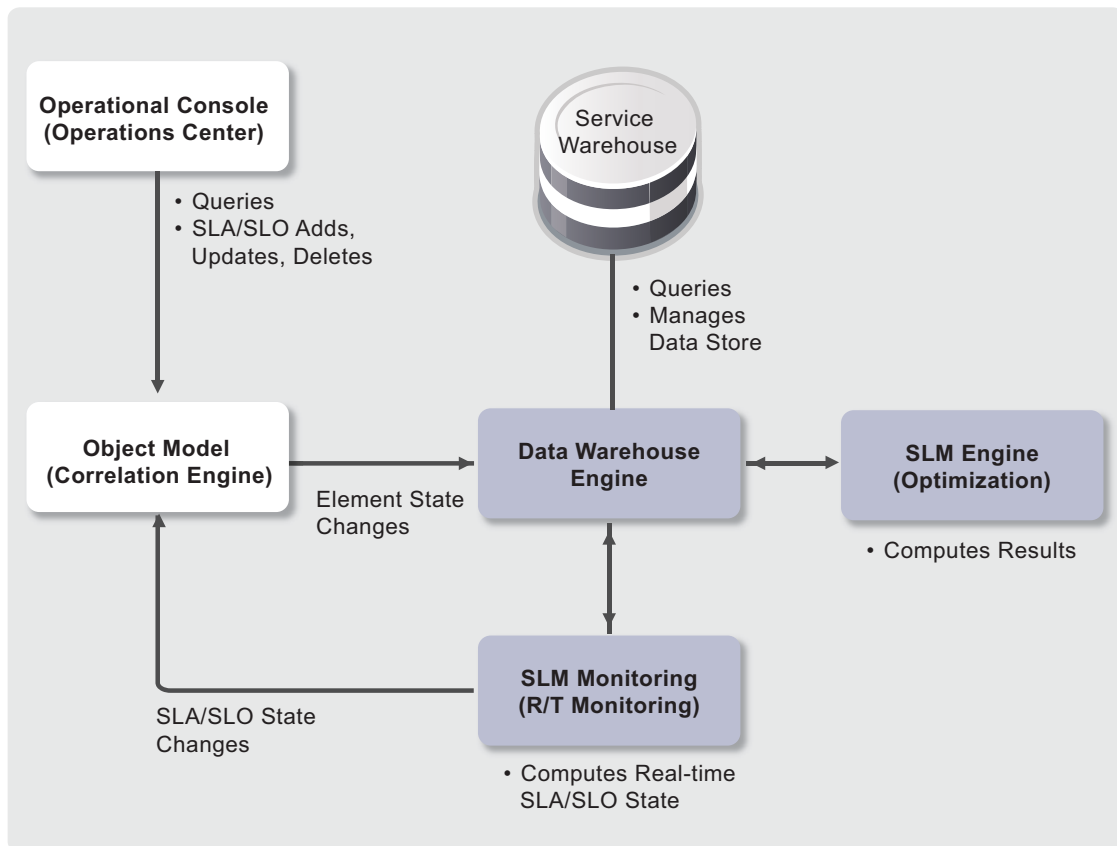 Operational Console
(Operations Center)
• Queries
• SLA/SLO Adds,
Updates, Deletes
Service
Warehouse
• Queries
• Manages
Data Store
Object Model
(Correlation Engine)
Element State
Changes
Data Warehouse
Engine
SLM Engine
(Optimization)
• Computes Results
SLM Monitoring
(R/T Monitoring)
SLA/SLO State
Changes
• Computes Real-time
SLA/SLO State